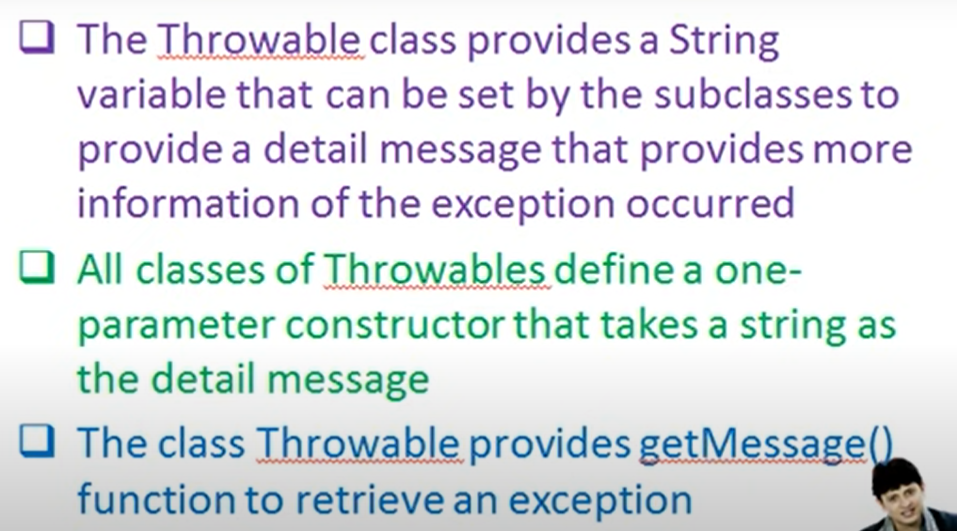 The Throwable class provides a String
variable that can be set by the subclasses to
provide a detail message that provides more
information of the exception occurred
All classes of Throwables define a one-
parameter constructor that takes a string as
the detail message
The class Throwable provides getMessage()
function to retrieve an exception